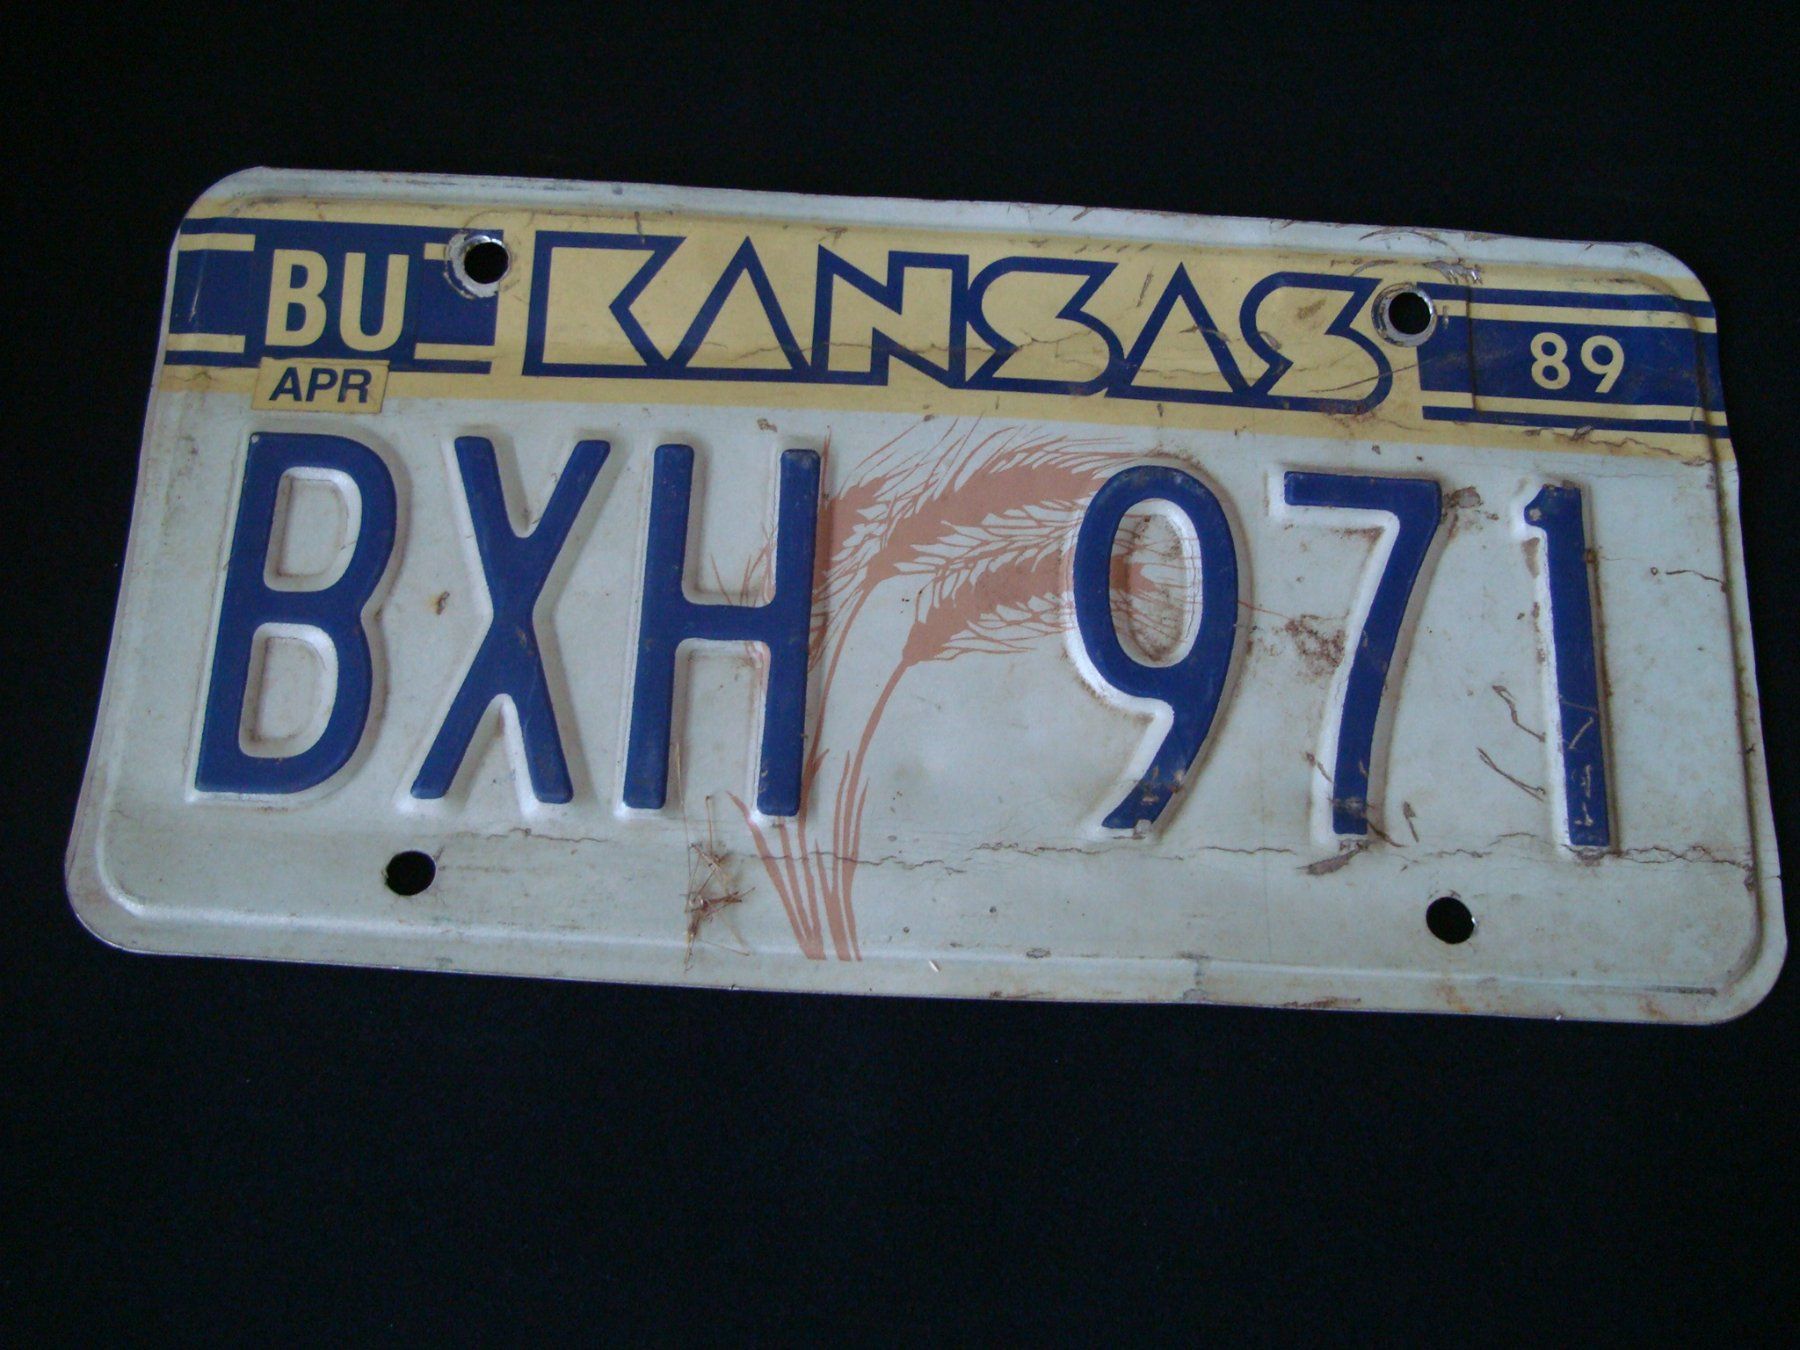 BU KANSAS 89
APR
BXH 971